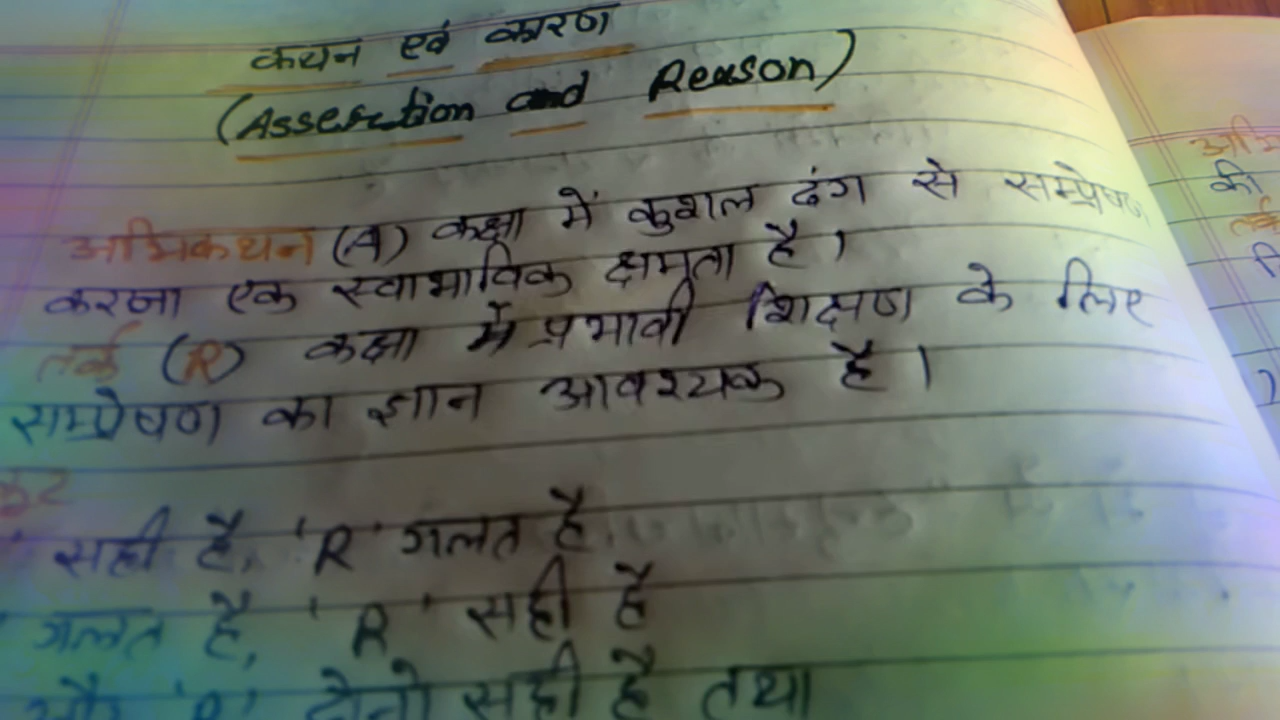 कथन एवं कारण
(Assertion and Reason)
अभिकथन (A) कक्षा में कुशल ढंग से सम्प्रेषण
करना एक स्वाभाविक क्षमता है।
तर्क (R) कक्षा में प्रभावी शिक्षण के लिए
सम्प्रेषण का ज्ञान आवश्यक है।
सही है, 'R' गलत है
गलत है, 'R' सही है
और 'R' दोनो सही है तथा
की